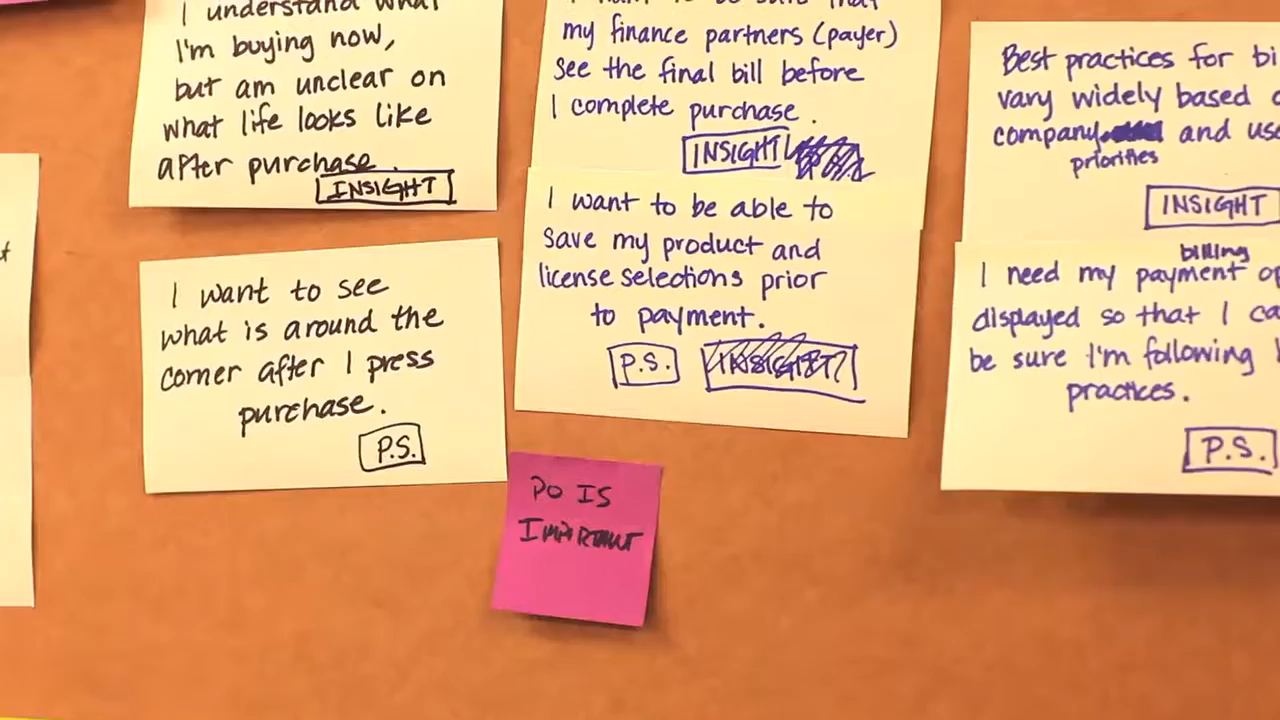 I understand what
I'm buying now,
but am unclear on
what life looks like
after purchase.
INSIGHT
I want to see
what is around the
corner after I press
purchase.
P.S.
my finance partners (payer)
see the final bill before
I complete purchase.
INSIGHT
I want to be able to
save my product and
license selections prior
to payment.
P.S. INSIGHT
PO IS
IMPORTANT
Best practices for bi
vary widely based
company and use
priorities
INSIGHT
billing
I need my payment op
displayed so that I ca
be sure I'm following
practices.
P.S.